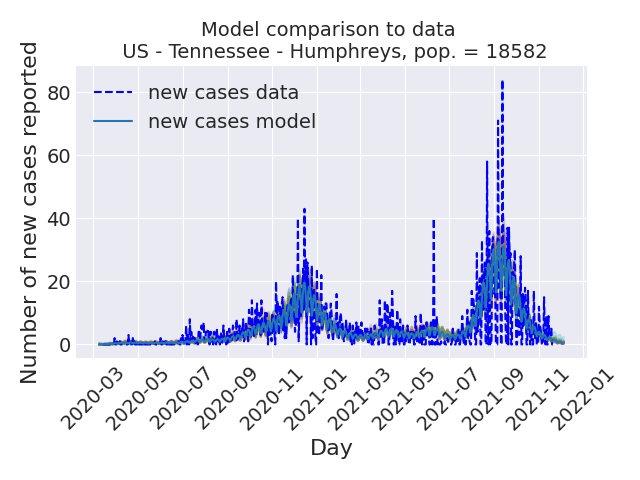 Model comparison to data
US - Tennessee - Humphreys, pop. = 18582
Number of new cases reported
80
60
40
20
0
new cases data
new cases model
2020-03
2020-05
2020-07
2020-09
2020-11
2021-01
2021-03
2021-05
2021-07
2021-09
2021-11
2022-01
Day